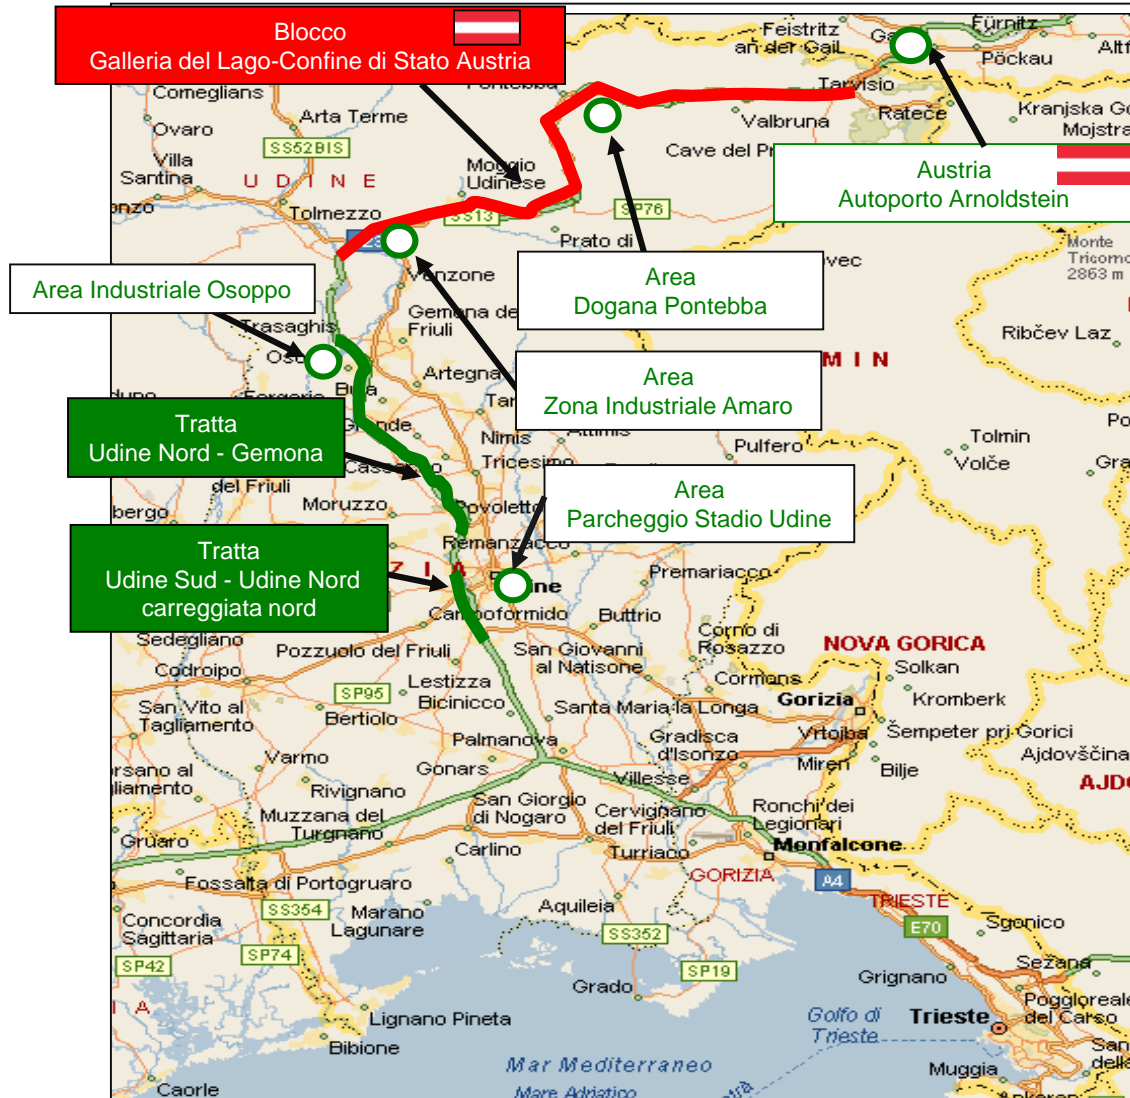 Blocco
Galleria del Lago-Confine di Stato Austria
Feistritz
an der Gail
Fürnitz
Pöckau
Comeglians
Tarvisio
Valbruna
Rateče
Ovaro
Arta Terme
SS52BIS
Cave del
Villa
Santina
UDINE
Moggio
Udinese
Austria
Autoporto Arnoldstein
Tolmezzo
SS13
SP76
Prato di
Monte
2863 m
Area
Dogana Pontebba
Area Industriale Osoppo
Venzone
Gemona
Friuli
Trasaghis
Ribčev Laz
Area
Zona Industriale Amaro
Artegna
Tratta
Udine Nord - Gemona
Nimis
Attimis
Pulfero
Tolmin
Volče
Tricesimo
del Friuli
Moruzzo
Povoletto
Area
Parcheggio Stadio Udine
Remanzacco
Tratta
Udine Sud - Udine Nord
carreggiata nord
Premariacco
Campoformido
Buttrio
Sedegliano
Codroipo
Pozzuolo del Friuli
San Giovanni
al Natisone
Corno di
Rosazzo
NOVA GORICA
Solkan
Kromberk
SP95
Lestizza
Bicinicco
Cormons
Gorizia
San Vito al
Tagliamento
Bertiolo
Santa Maria la Longa
Gradisca
d'Isonzo
Vrtojba
Šempeter pri Gorici
Ajdovščina
Varmo
Palmanova
Gonars
Villesse
Miren
Bilje
Rivignano
Muzzana del
Turgnano
San Giorgio
di Nogaro
Cervignano
del Friuli
Ronchi dei
Legionari
Gruaro
Carlino
Turriaco
Monfalcone
Fossalta di Portogruaro
GORIZIA
A4
TRIESTE
SS354
Marano
Lagunare
Aquileia
Concordia
Sagittaria
SS352
E70
Sgonico
SP42
SP74
SP19
Grado
Grignano
Sežana
Lignano Pineta
Bibione
Golfo di
Trieste
Trieste
del Carso
Mar Mediterraneo
Mare Adriatico
Muggia
Caorle